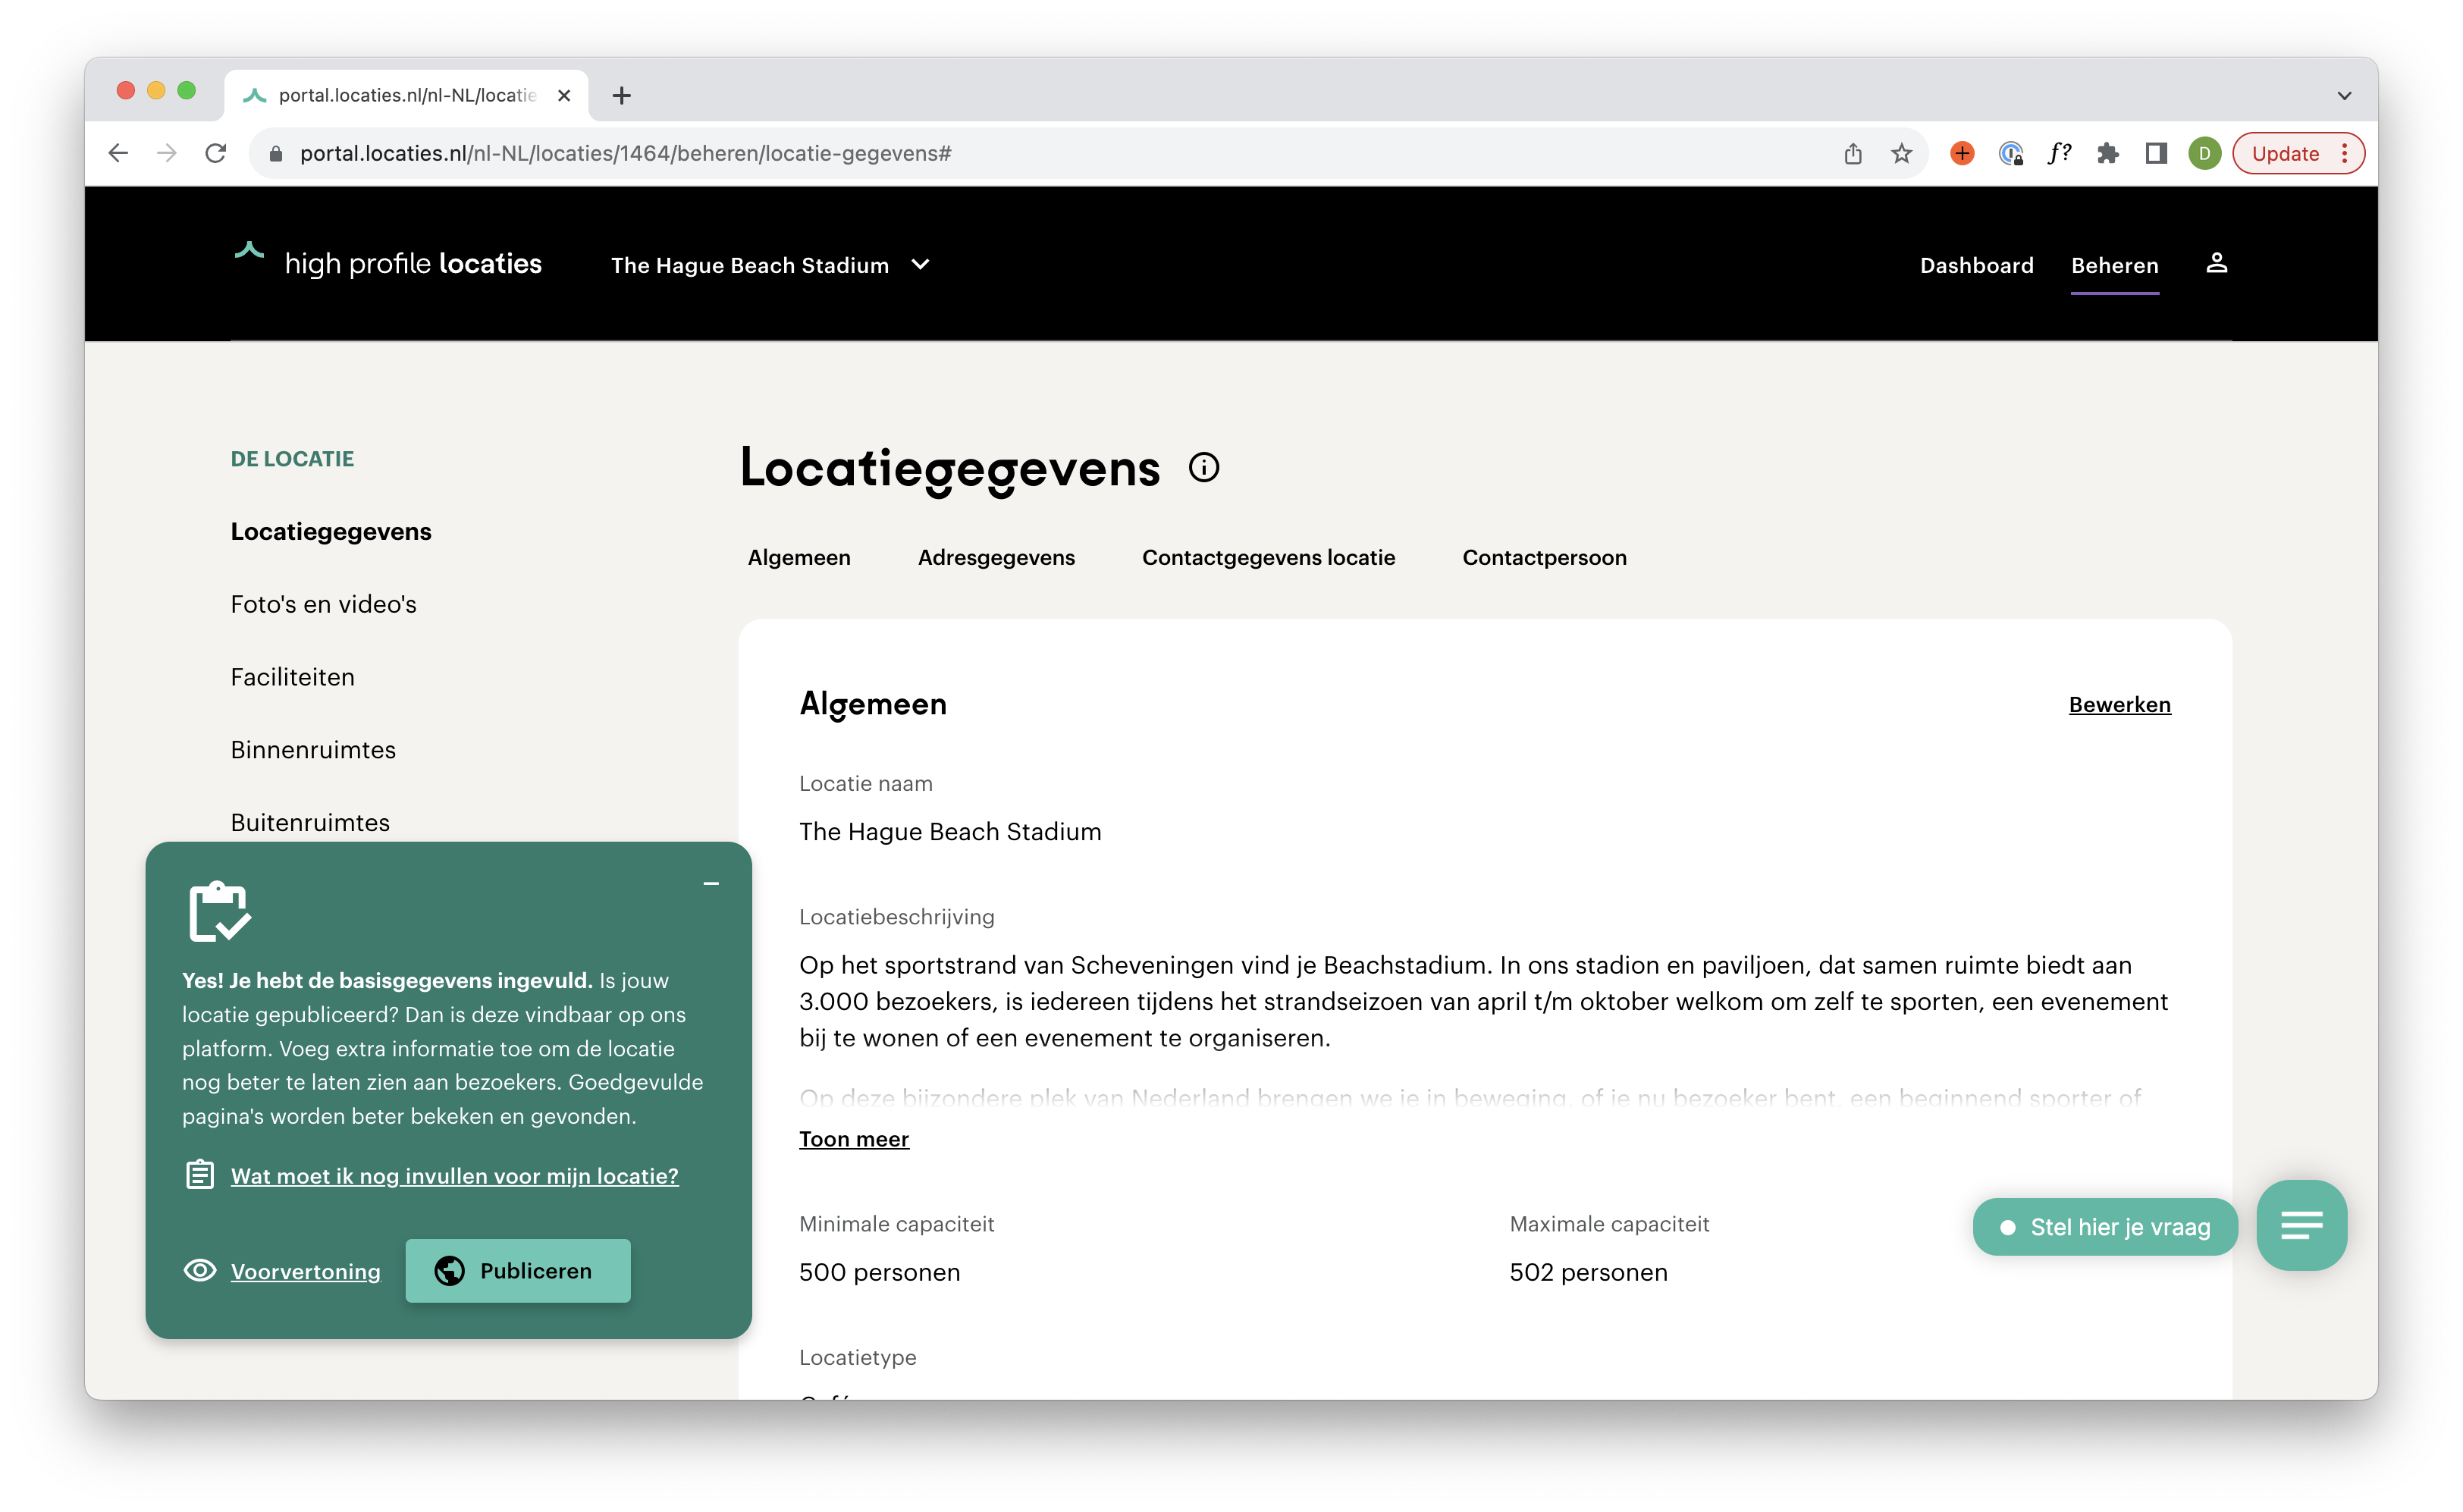 portal.locaties.nl/nl-NL/locatie
portal.locaties.nl/nl-NL/locaties/1464/beheren/locatie-gegevens#
f?
D
Update
high profile locaties
The Hague Beach Stadium
Dashboard
Beheren
DE LOCATIE
Locatiegegevens
Foto's en video's
Faciliteiten
Binnenruimtes
Buitenruimtes
Locatiegegevens
Algemeen
Adresgegevens
Contactgegevens locatie
Contactpersoon
Algemeen
Bewerken
Locatie naam
The Hague Beach Stadium
Locatiebeschrijving
Op het sportstrand van Scheveningen vind je Beachstadium. In ons stadion en paviljoen, dat samen ruimte biedt aan
3.000 bezoekers, is iedereen tijdens het strandseizoen van april t/m oktober welkom om zelf te sporten, een evenement
bij te wonen of een evenement te organiseren.
Op deze bijzondere plek van Nederland brengen we je in beweging, of je nu bezoeker bent, een beginnend sporter of
Toon meer
Minimale capaciteit
500 personen
Maximale capaciteit
502 personen
Locatietype
Yes! Je hebt de basisgegevens ingevuld. Is jouw
locatie gepubliceerd? Dan is deze vindbaar op ons
platform. Voeg extra informatie toe om de locatie
nog beter te laten zien aan bezoekers. Goedgevulde
pagina's worden beter bekeken en gevonden.
Wat moet ik nog invullen voor mijn locatie?
Voorvertoning
Publiceren
Stel hier je vraag